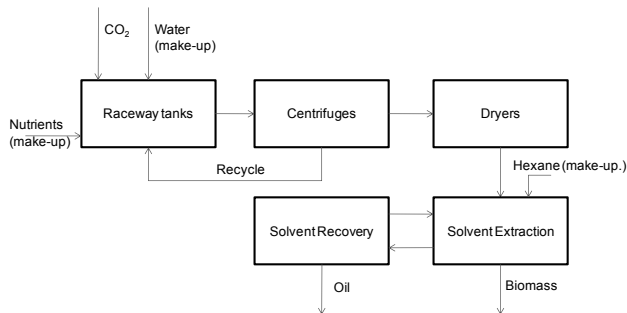 CO2
Water
(make-up)
Raceway tanks
Centrifuges
Dryers
Nutrients
(make-up)
Recycle
Hexane (make-up.)
Solvent Recovery
Solvent Extraction
Oil
Biomass